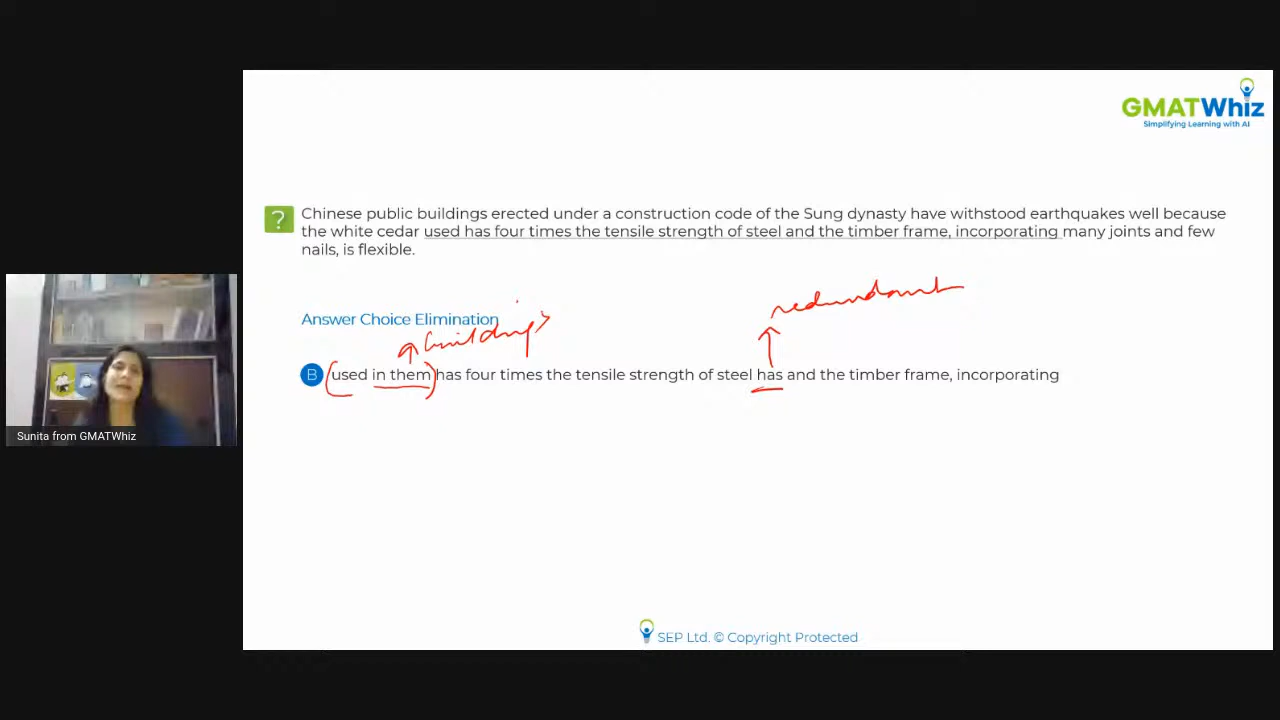 GMATWhiz
Simplifying Learning with AI
?
Chinese public buildings erected under a construction code of the Sung dynasty have withstood earthquakes well because
the white cedar used has four times the tensile strength of steel and the timber frame, incorporating many joints and few
nails, is flexible.
redundant
Answer Choice Elimination
buildings
B used in them has four times the tensile strength of steel has and the timber frame, incorporating
Sunita from GMATWhiz
SEP Ltd. © Copyright Protected